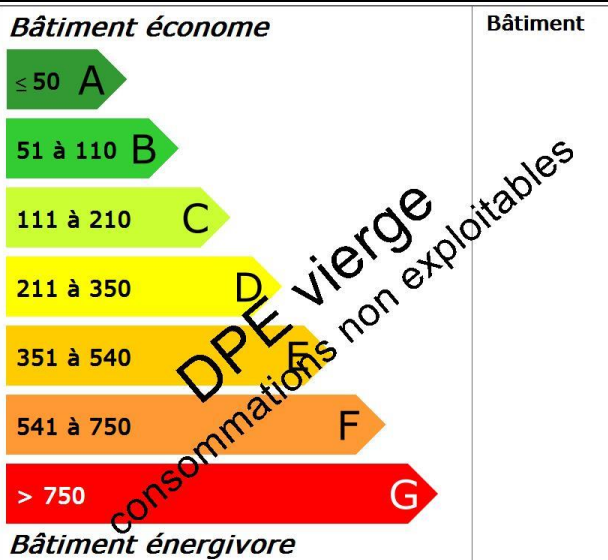 Bâtiment économe
Bâtiment
≤ 50 A
51 à 110 B
111 à 210 C
211 à 350 D
351 à 540 E
541 à 750 F
> 750 G
Bâtiment énergivore
DPE vierge
consommations non exploitables